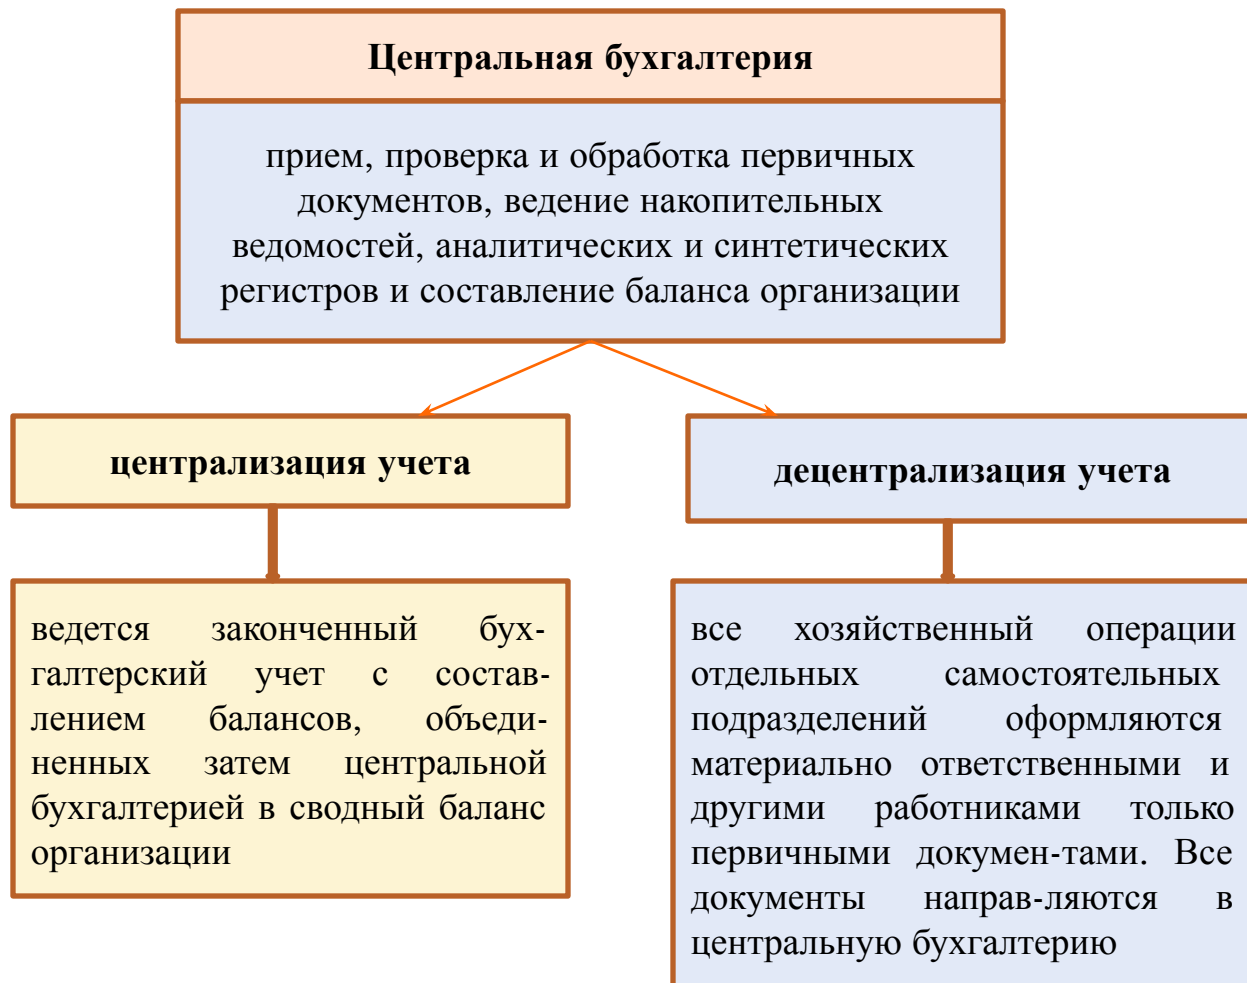 Центральная бухгалтерия
прием, проверка и обработка первичных
документов, ведение накопительных
ведомостей, аналитических и синтетических
регистров и составление баланса организации
централизация учета
децентрализация учета
ведется законченный бух-
галтерский учет с состав-
лением балансов, объеди-
ненных затем центральной
бухгалтерией в сводный баланс
организации
все хозяйственный операции
отдельных самостоятельных
подразделений оформляются
материально ответственными и
другими работниками только
первичными докумен-тами. Все
документы направ-ляются в
центральную бухгалтерию